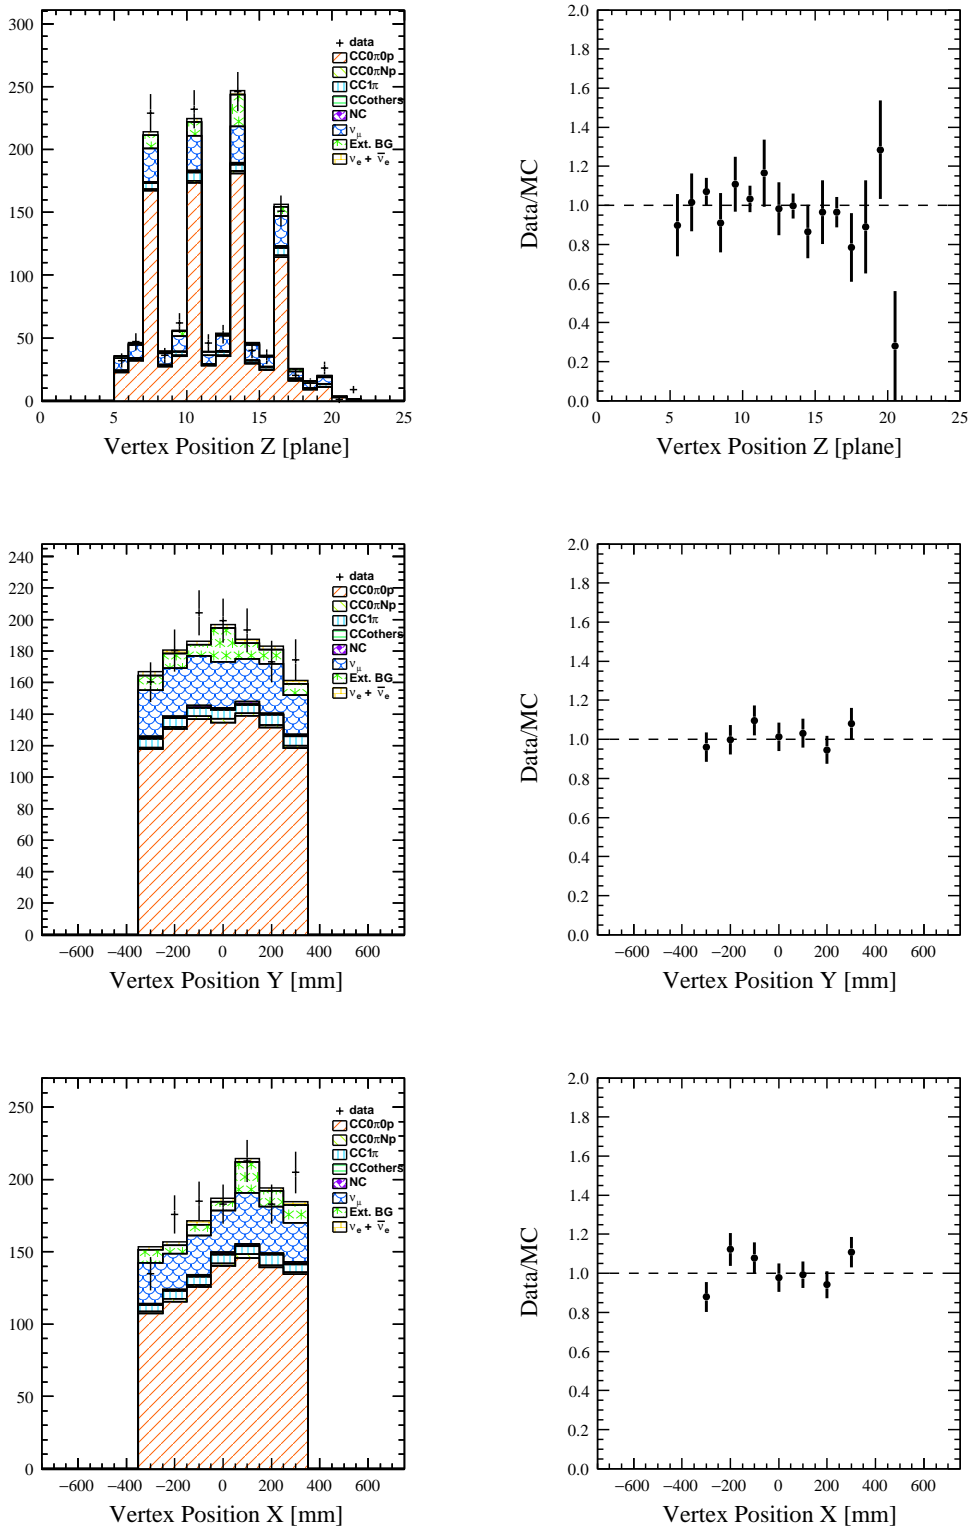 300
250
200
150
100
50
0
0 5 10 15 20 25
Vertex Position Z [plane]
data
CC0π0p
CC0πNp
CC1π
CCothers
NC
νμ
Ext. BG
νe + ν̅e
Data/MC
2.0
1.8
1.6
1.4
1.2
1.0
0.8
0.6
0.4
0.2
0.0
0 5 10 15 20 25
Vertex Position Z [plane]
240
220
200
180
160
140
120
100
80
60
40
20
0
−600 −400 −200 0 200 400 600
Vertex Position Y [mm]
data
CC0π0p
CC0πNp
CC1π
CCothers
NC
νμ
Ext. BG
νe + ν̅e
Data/MC
2.0
1.8
1.6
1.4
1.2
1.0
0.8
0.6
0.4
0.2
0.0
−600 −400 −200 0 200 400 600
Vertex Position Y [mm]
250
200
150
100
50
0
−600 −400 −200 0 200 400 600
Vertex Position X [mm]
data
CC0π0p
CC0πNp
CC1π
CCothers
NC
νμ
Ext. BG
νe + ν̅e
Data/MC
2.0
1.8
1.6
1.4
1.2
1.0
0.8
0.6
0.4
0.2
0.0
−600 −400 −200 0 200 400 600
Vertex Position X [mm]